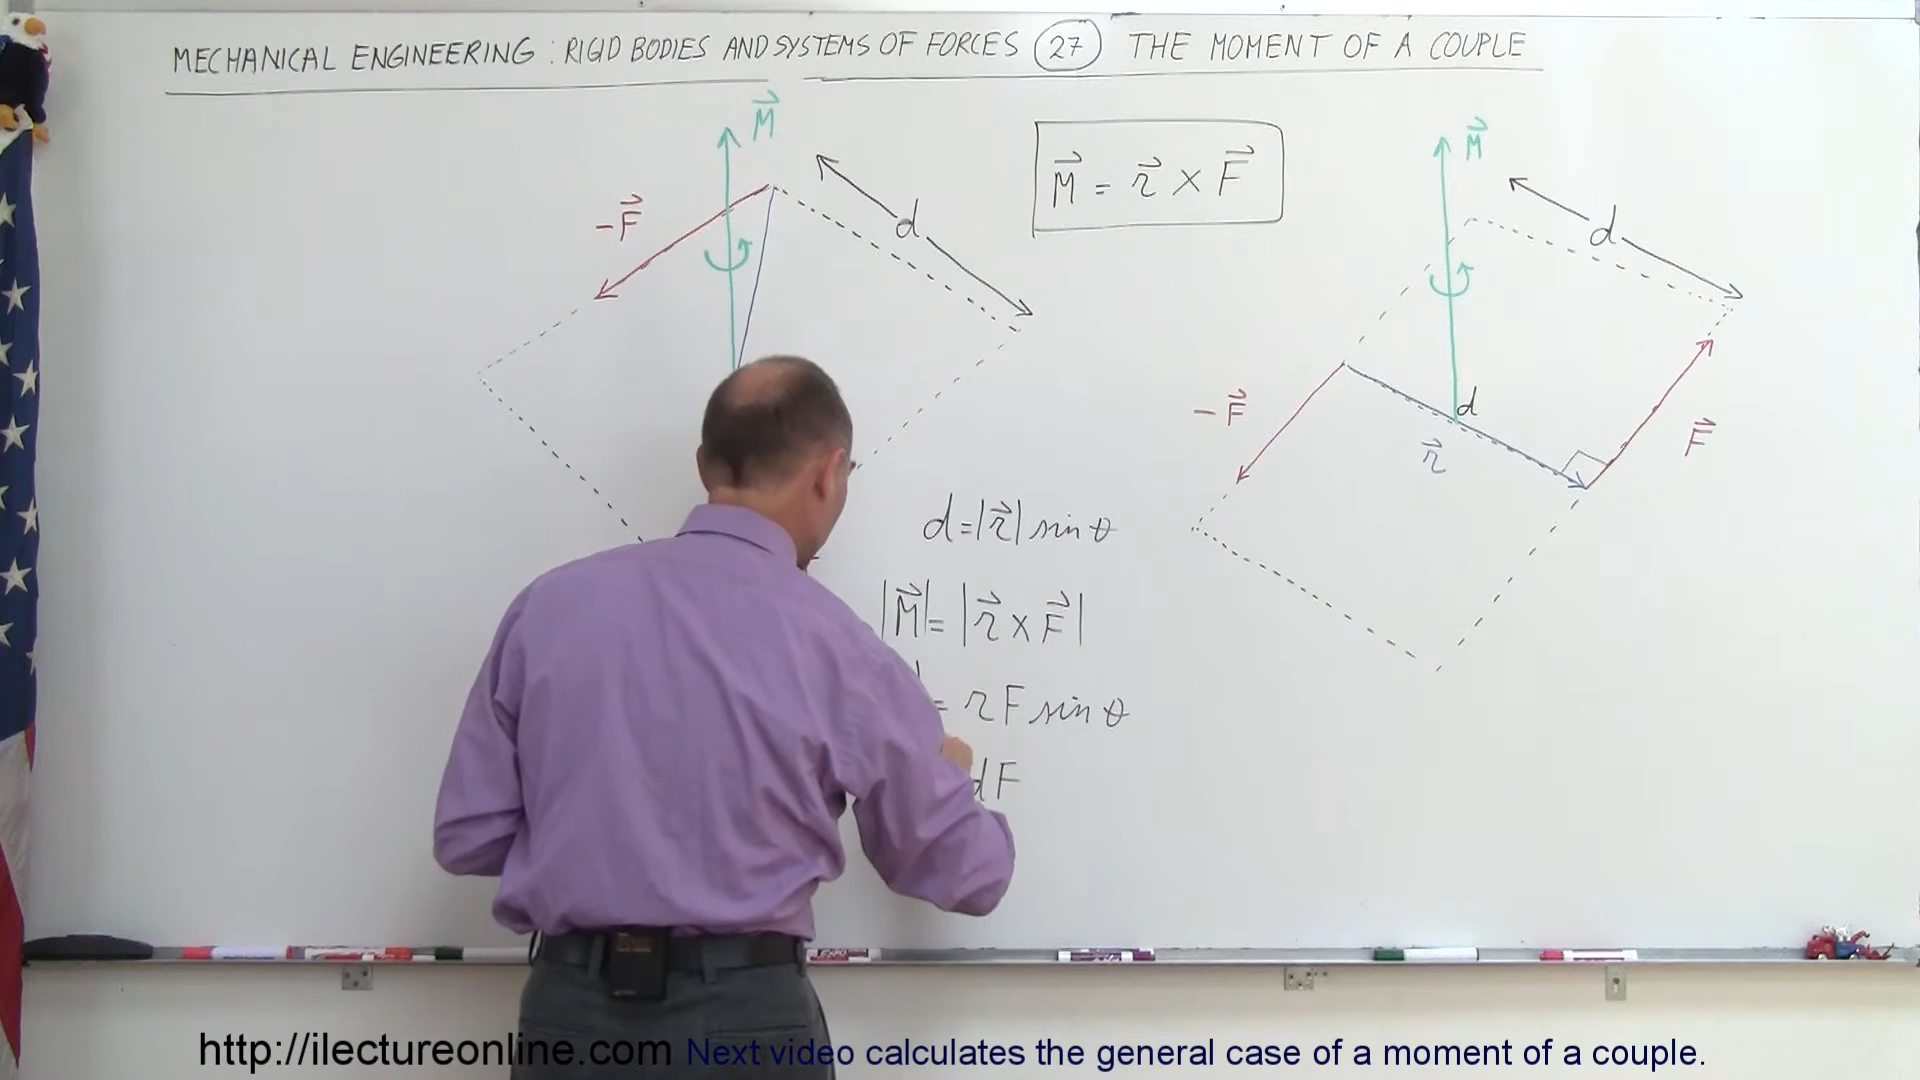 MECHANICAL ENGINEERING : RIGID BODIES AND SYSTEMS OF FORCES 27 THE MOMENT OF A COUPLE
M⃗
M⃗
M⃗ = r⃗ × F⃗
-F⃗
d
d
-F⃗
d
r⃗
F⃗
d = |r⃗| sin θ
|M⃗| = |r⃗ × F⃗|
= r F sin θ
dF
http://ilectureonline.com Next video calculates the general case of a moment of a couple.